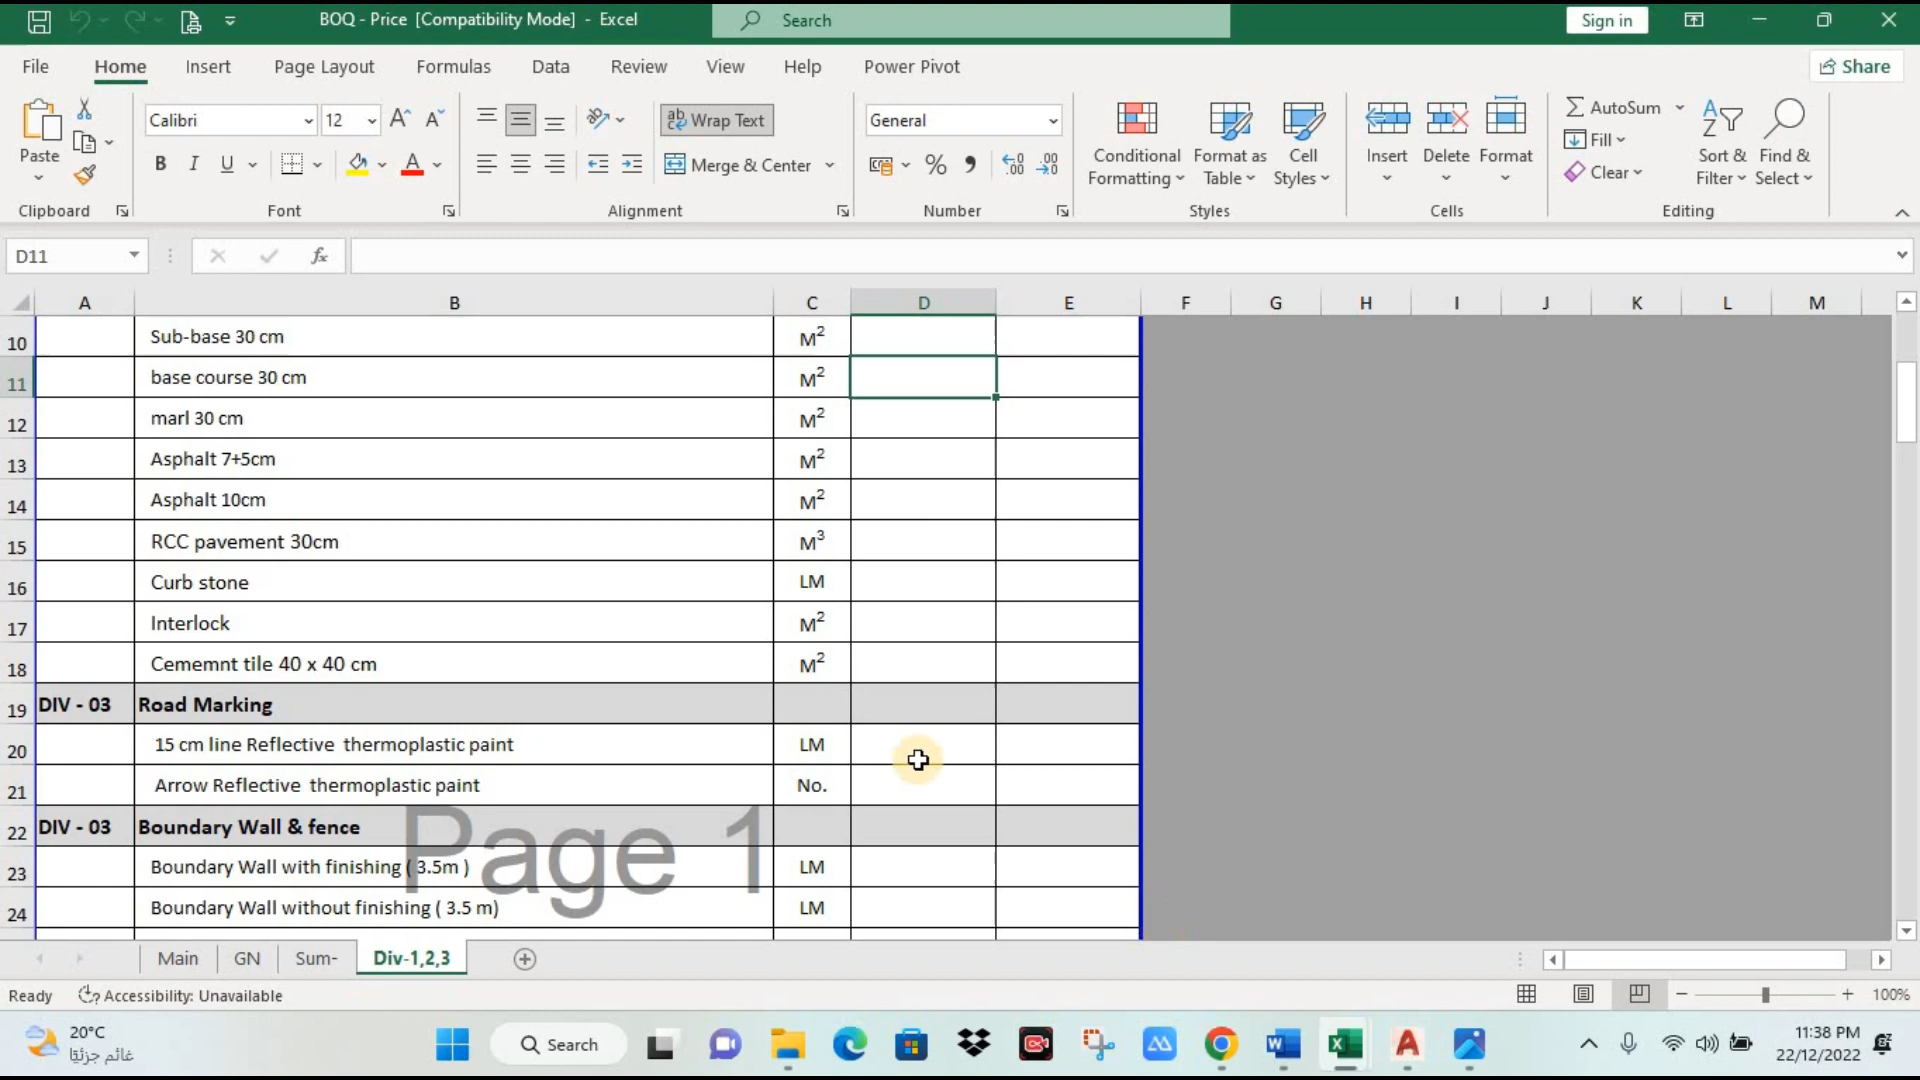 BOQ - Price [Compatibility Mode] - Excel
Search
Sign in
File Home Insert Page Layout Formulas Data Review View Help Power Pivot
Share
Paste
Calibri 12
Wrap Text
General
Conditional Formatting
Format as Table
Cell Styles
Insert Delete Format
AutoSum
Fill
Clear
Sort & Filter
Find & Select
B I U
Merge & Center
Clipboard Font Alignment Number Styles Cells Editing
D11
fx
A B C D E F G H I J K L M
10 Sub-base 30 cm M²
11 base course 30 cm M²
12 marl 30 cm M²
13 Asphalt 7+5cm M²
14 Asphalt 10cm M²
15 RCC pavement 30cm M³
16 Curb stone LM
17 Interlock M²
18 Cememnt tile 40 x 40 cm M²
19 DIV - 03 Road Marking
20 15 cm line Reflective thermoplastic paint LM
21 Arrow Reflective thermoplastic paint No.
22 DIV - 03 Boundary Wall & fence
Page 1
23 Boundary Wall with finishing ( 3.5m ) LM
24 Boundary Wall without finishing ( 3.5 m) LM
Main GN Sum- Div-1,2,3
Ready Accessibility: Unavailable 100%
20°C
غائم جزئيًا
Search
11:38 PM
22/12/2022